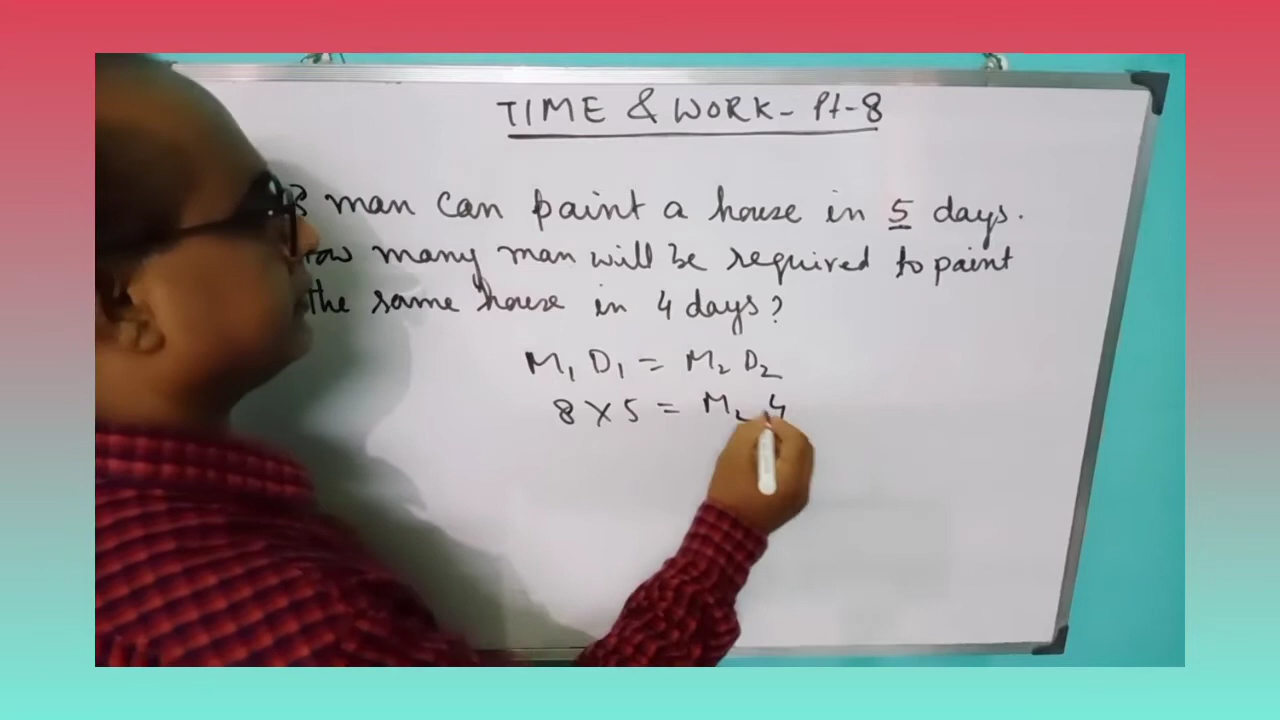 TIME & WORK - Pt-8
man can paint a house in 5 days.
many man will be required to paint
the same house in 4 days?
M₁ D₁ = M₂ D₂
8 X 5 = M₂ 4